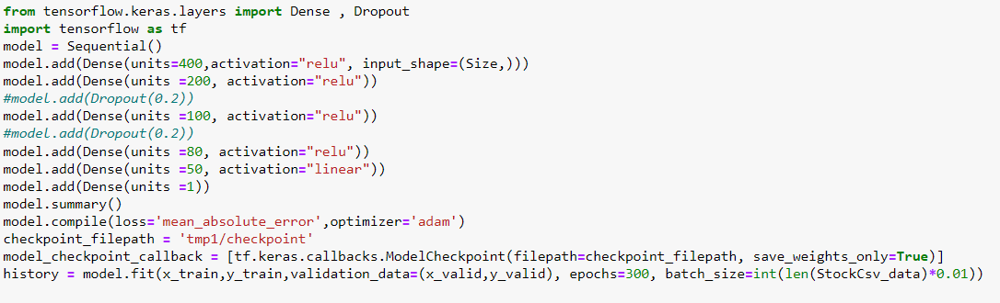 from tensorflow.keras.layers import Dense , Dropout
import tensorflow as tf
model = Sequential()
model.add(Dense(units=400,activation="relu", input_shape=(Size,)))
model.add(Dense(units =200, activation="relu"))
#model.add(Dropout(0.2))
model.add(Dense(units =100, activation="relu"))
#model.add(Dropout(0.2))
model.add(Dense(units =80, activation="relu"))
model.add(Dense(units =50, activation="linear"))
model.add(Dense(units =1))
model.summary()
model.compile(loss='mean_absolute_error',optimizer='adam')
checkpoint_filepath = 'tmp1/checkpoint'
model_checkpoint_callback = [tf.keras.callbacks.ModelCheckpoint(filepath=checkpoint_filepath, save_weights_only=True)]
history = model.fit(x_train,y_train,validation_data=(x_valid,y_valid), epochs=300, batch_size=int(len(StockCsv_data)*0.01))